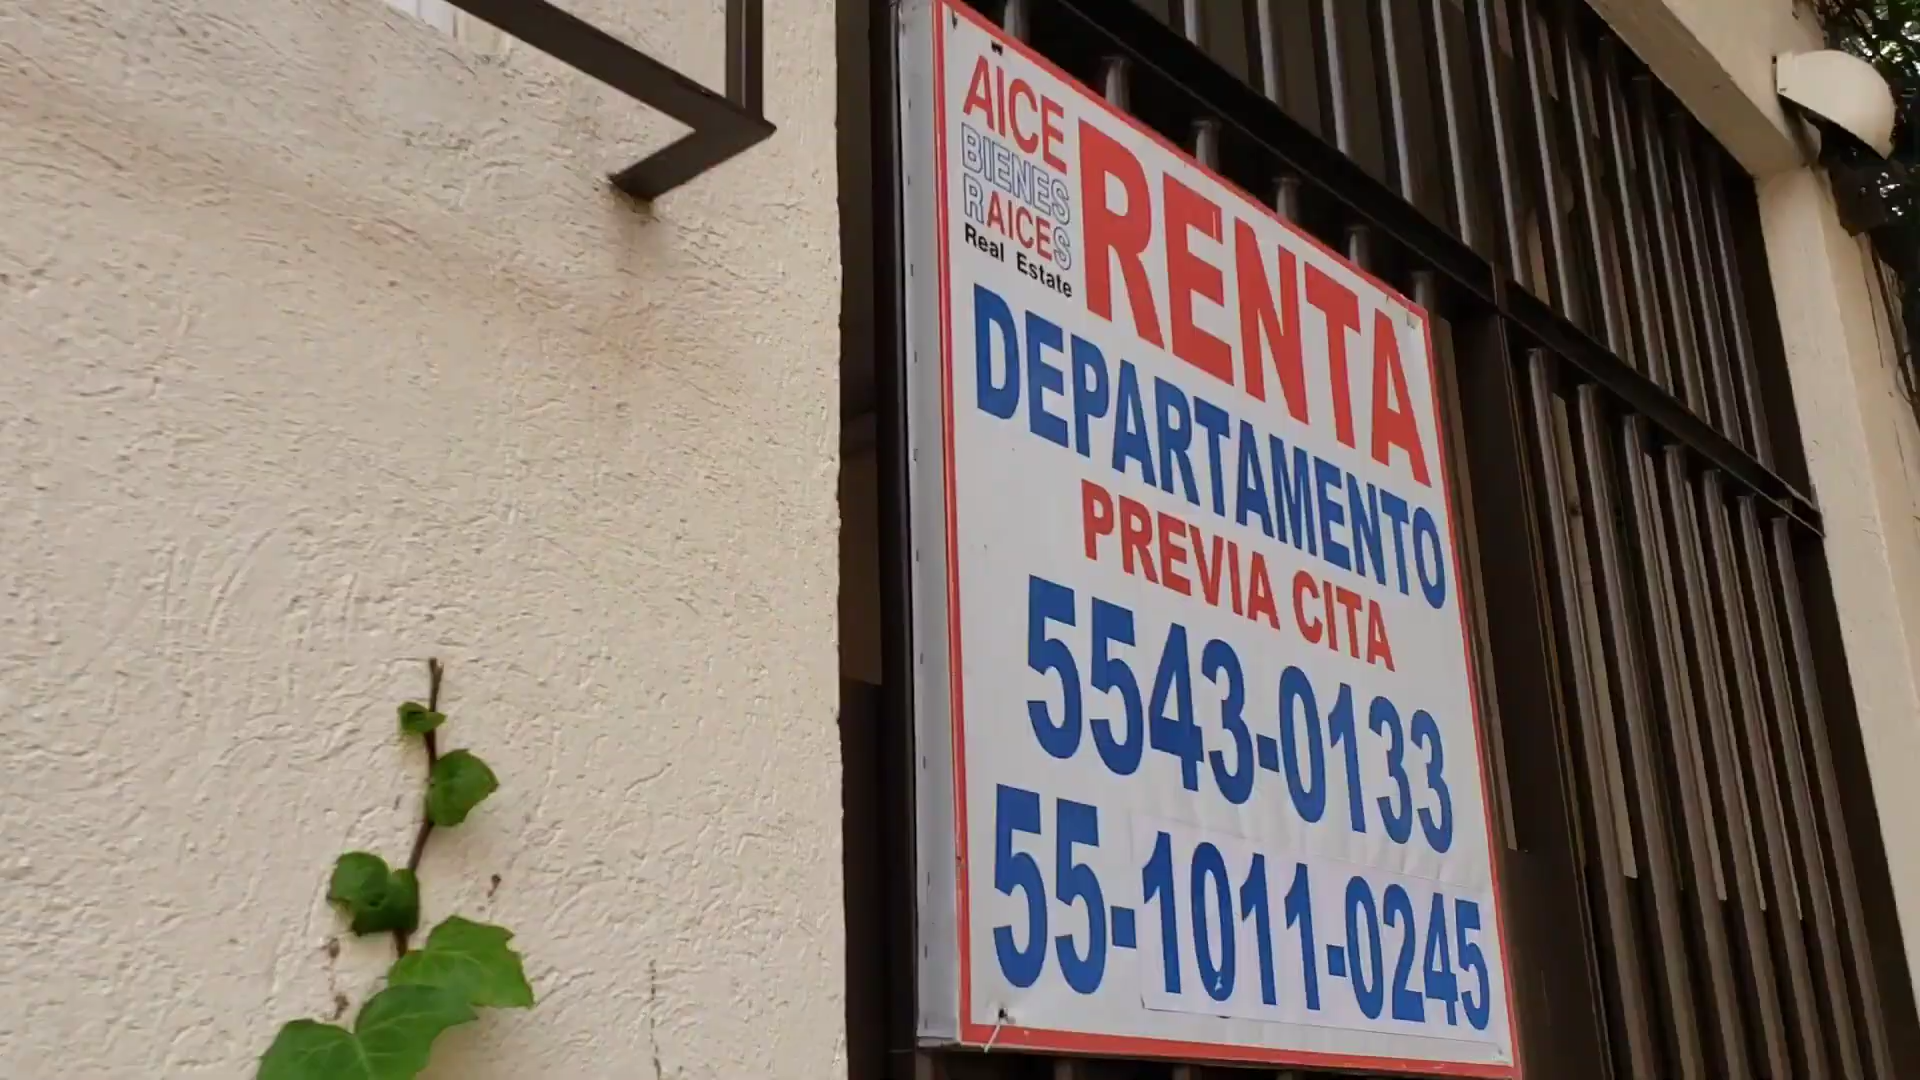 AICE
BIENES
RAICES
Real Estate
RENTA
DEPARTAMENTO
PREVIA CITA
5543-0133
55-1011-0245